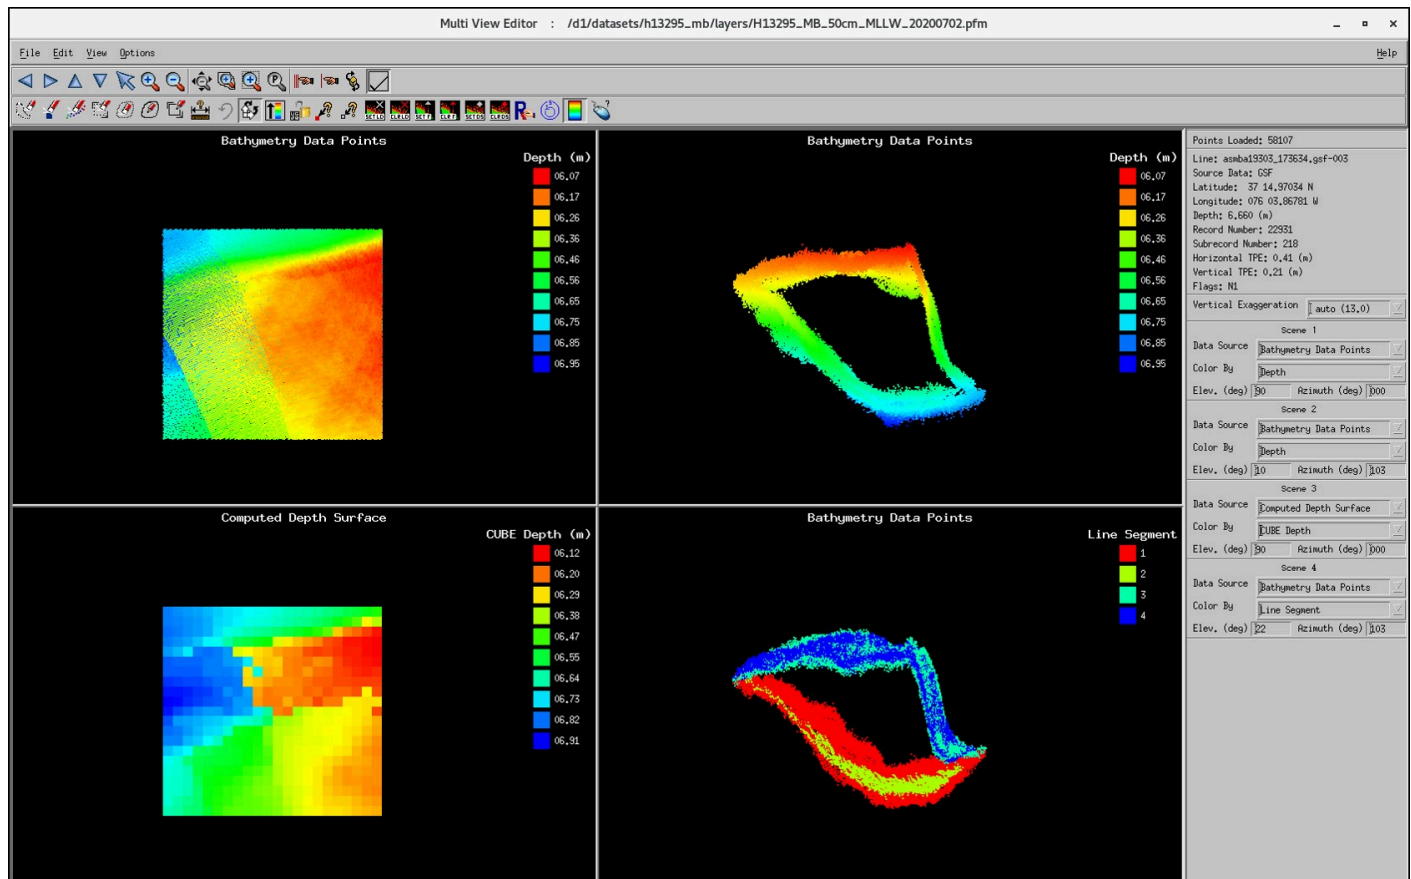 Multi View Editor : /d1/datasets/h13295_mb/layers/H13295_MB_50cm_MLLW_20200702.pfm
File Edit View Options Help
SET LD CLR LD SET F CLR F SET DS CLR DS R
Bathymetry Data Points
Depth (m)
06.07
06.17
06.26
06.36
06.46
06.56
06.65
06.75
06.85
06.95
Bathymetry Data Points
Depth (m)
06.07
06.17
06.26
06.36
06.46
06.56
06.65
06.75
06.85
06.95
Computed Depth Surface
CUBE Depth (m)
06.12
06.20
06.29
06.38
06.47
06.55
06.64
06.73
06.82
06.91
Bathymetry Data Points
Line Segment
1
2
3
4
Points Loaded: 58107
Line: asmba19303_173634.gsf-003
Source Data: GSF
Latitude: 37 14.97034 N
Longitude: 076 03.86781 W
Depth: 6.660 (m)
Record Number: 22931
Subrecord Number: 218
Horizontal TPE: 0.41 (m)
Vertical TPE: 0.21 (m)
Flags: N1
Vertical Exaggeration auto (13.0)
Scene 1
Data Source Bathymetry Data Points
Color By Depth
Elev. (deg) 90 Azimuth (deg) 000
Scene 2
Data Source Bathymetry Data Points
Color By Depth
Elev. (deg) 10 Azimuth (deg) 103
Scene 3
Data Source Computed Depth Surface
Color By CUBE Depth
Elev. (deg) 90 Azimuth (deg) 000
Scene 4
Data Source Bathymetry Data Points
Color By Line Segment
Elev. (deg) 22 Azimuth (deg) 103